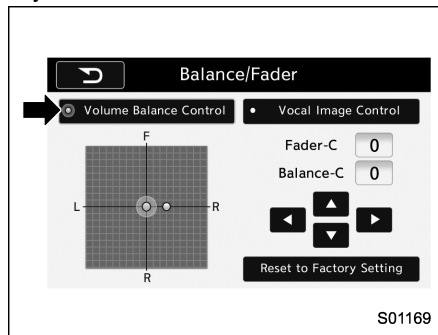 Balance/Fader
Volume Balance Control
Vocal Image Control
F
L
R
R
Fader-C 0
Balance-C 0
Reset to Factory Setting
S01169